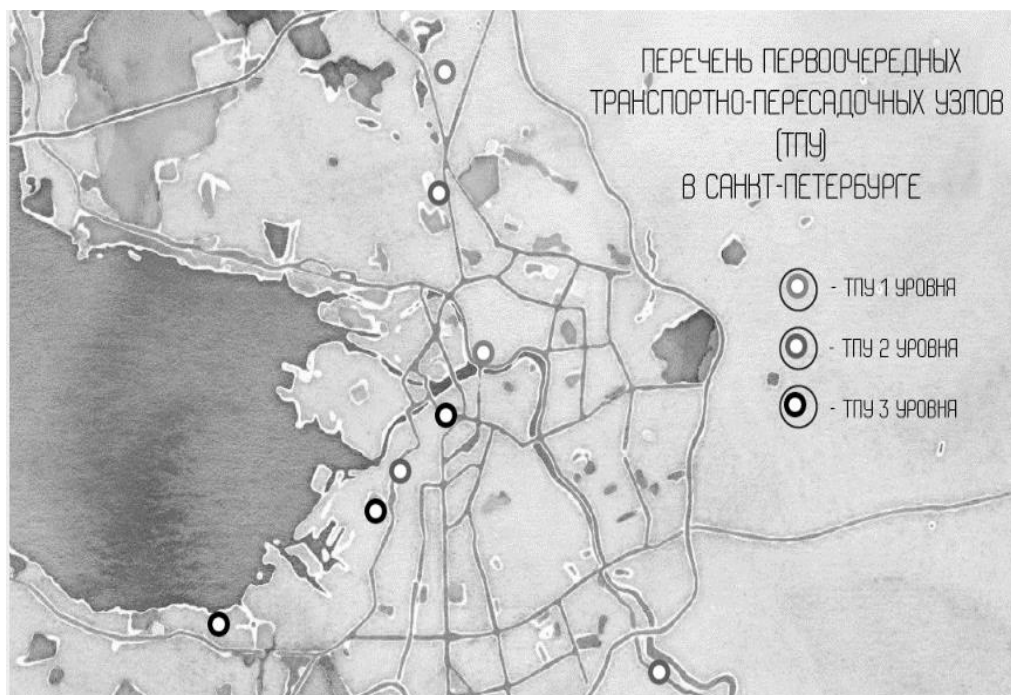 ПЕРЕЧЕНЬ ПЕРВООЧЕРЕДНЫХ
ТРАНСПОРТНО-ПЕРЕСАДОЧНЫХ УЗЛОВ
(ТПУ)
В САНКТ-ПЕТЕРБУРГЕ
- ТПУ 1 УРОВНЯ
- ТПУ 2 УРОВНЯ
- ТПУ 3 УРОВНЯ